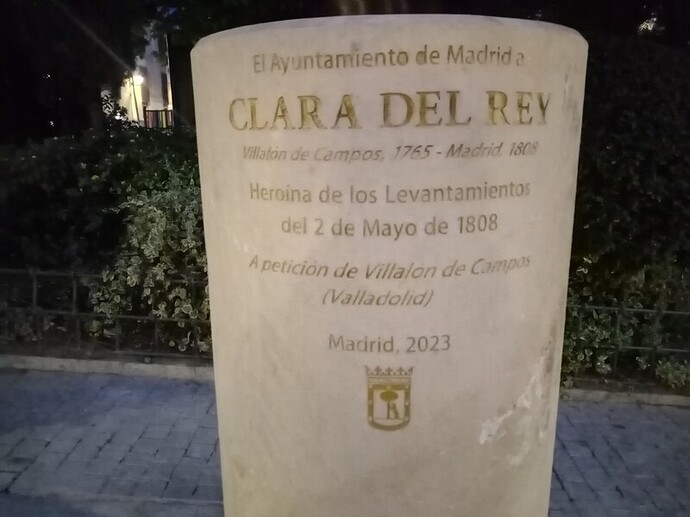 El Ayuntamiento de Madrid a
CLARA DEL REY
Villalón de Campos, 1765 - Madrid, 1808
Heroína de los Levantamientos
del 2 de Mayo de 1808
A petición de Villalon de Campos
(Valladolid)
Madrid, 2023